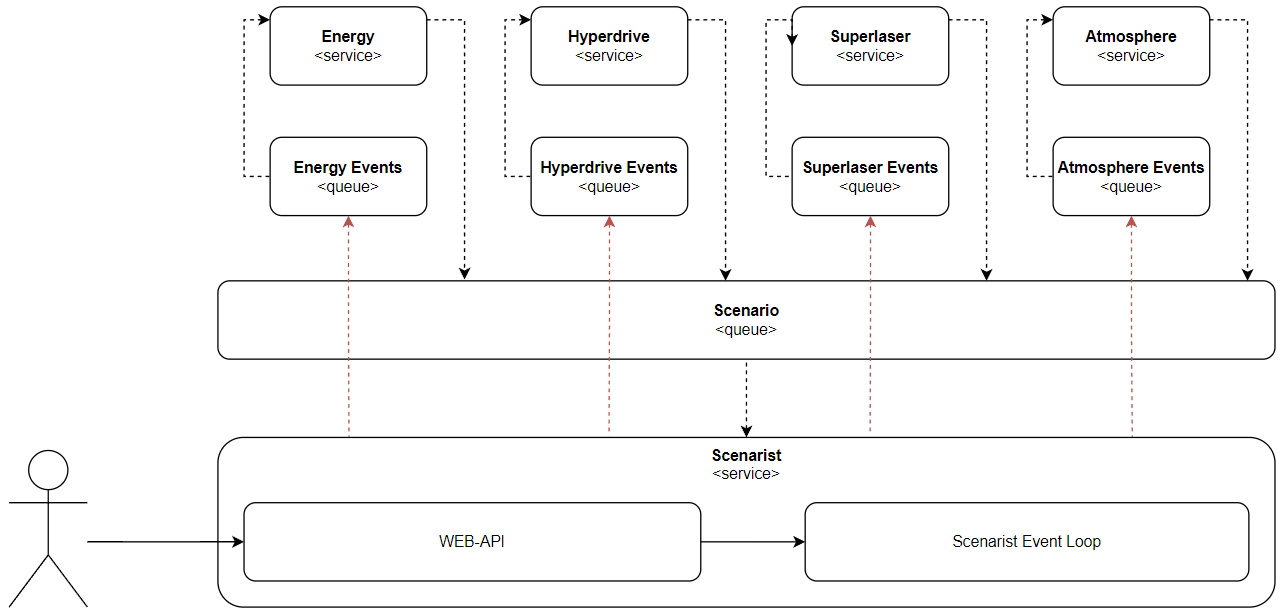 Energy
<service>
Hyperdrive
<service>
Superlaser
<service>
Atmosphere
<service>
Energy Events
<queue>
Hyperdrive Events
<queue>
Superlaser Events
<queue>
Atmosphere Events
<queue>
Scenario
<queue>
Scenarist
<service>
WEB-API
Scenarist Event Loop